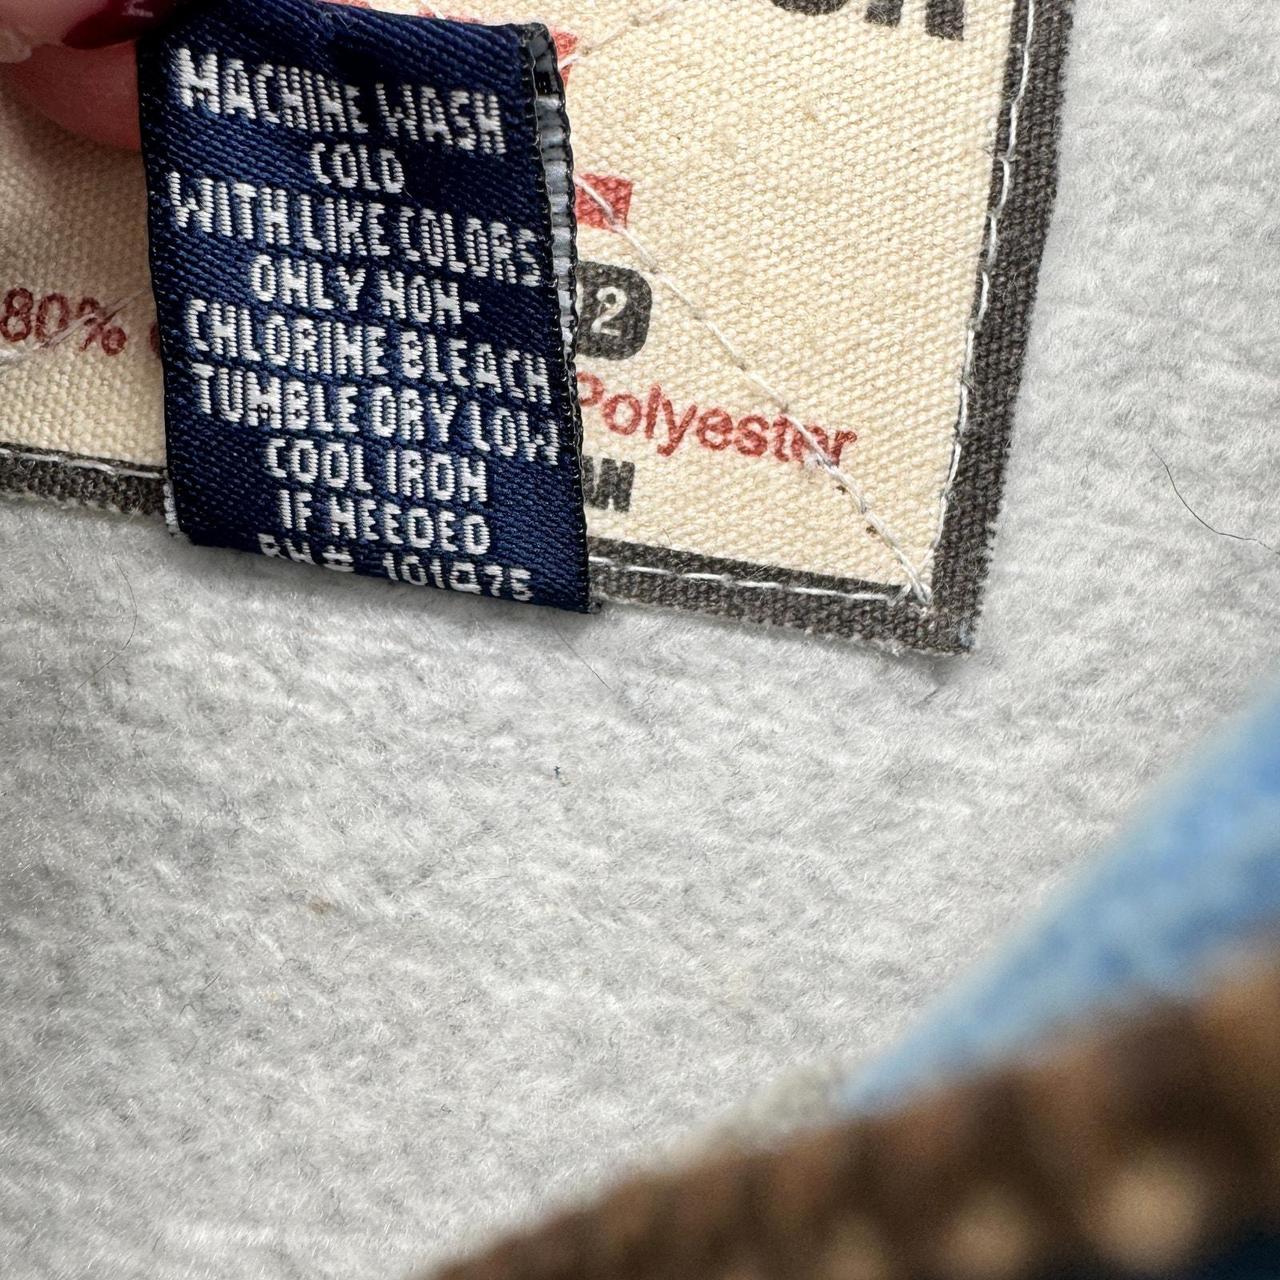 MACHINE WASH
COLD
WITH LIKE COLORS
ONLY NON-
CHLORINE BLEACH
TUMBLE DRY LOW
COOL IRON
IF NEEDED
80%
2
Polyester